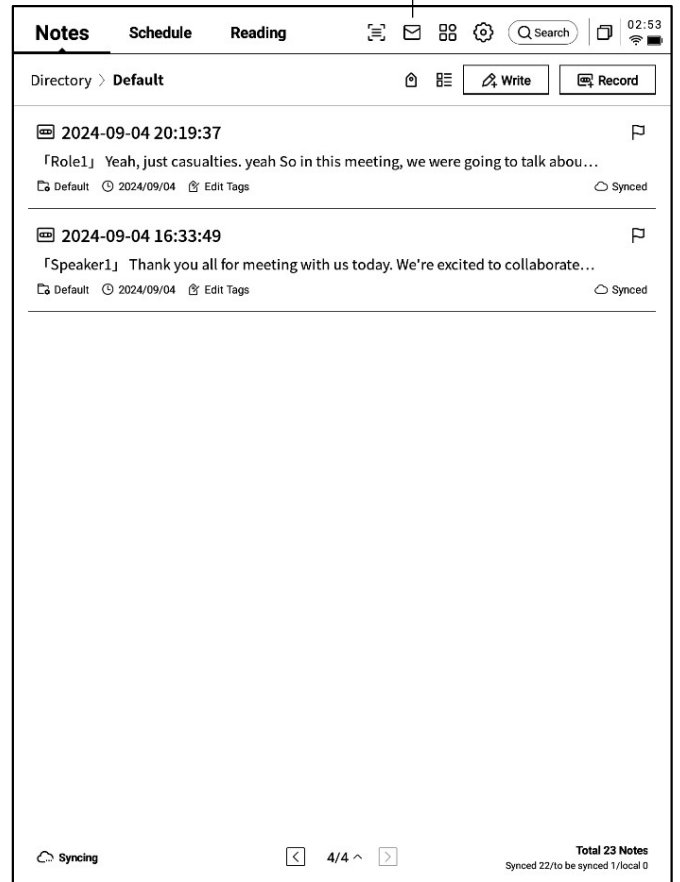 Notes Schedule Reading Search 02:53
Directory > Default Write Record
2024-09-04 20:19:37
「Role1」 Yeah, just casualties. yeah So in this meeting, we were going to talk abou...
Default 2024/09/04 Edit Tags Synced
2024-09-04 16:33:49
「Speaker1」 Thank you all for meeting with us today. We're excited to collaborate...
Default 2024/09/04 Edit Tags Synced
Syncing < 4/4 > Total 23 Notes
Synced 22/to be synced 1/local 0